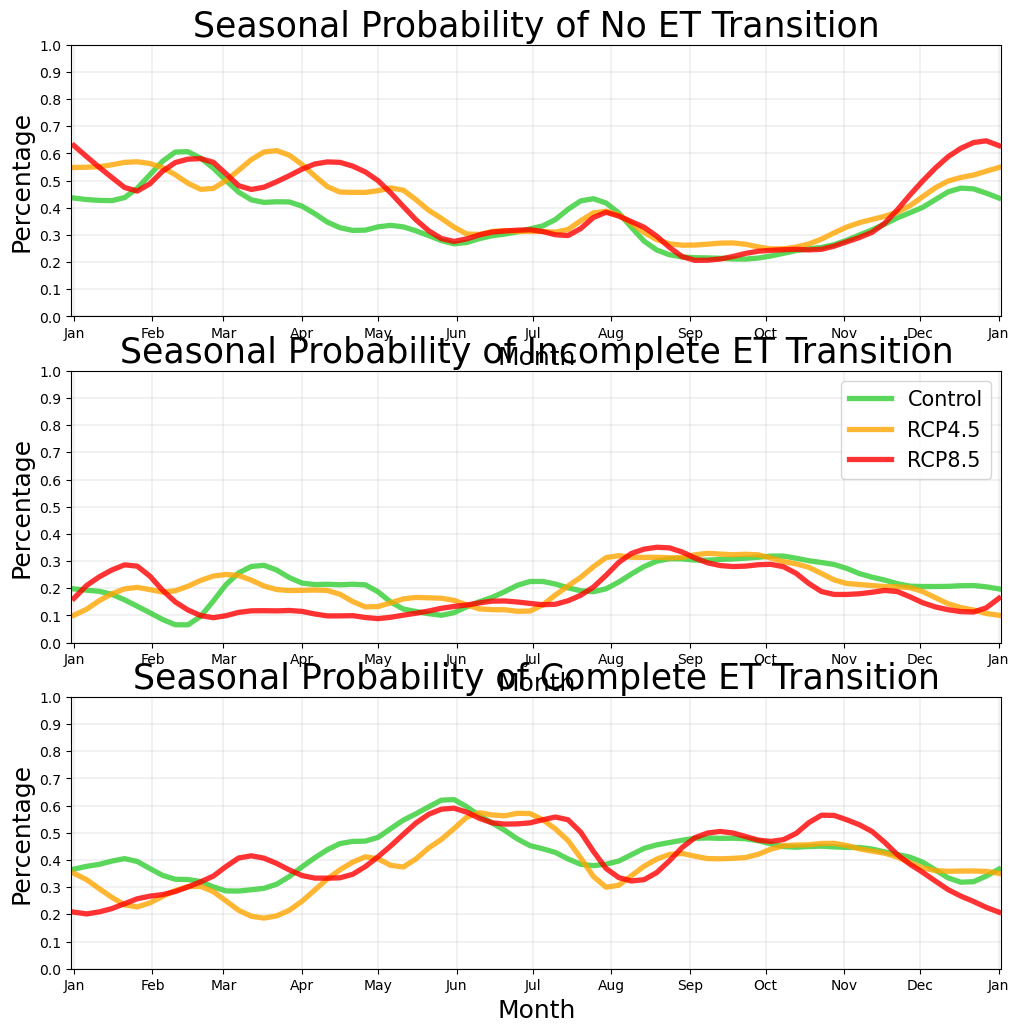 Seasonal Probability of No ET Transition
1.0
0.9
0.8
0.7
0.6
0.5
0.4
0.3
0.2
0.1
0.0
Percentage
Jan Feb Mar Apr May Jun Jul Aug Sep Oct Nov Dec Jan
Month
Seasonal Probability of Incomplete ET Transition
1.0
0.9
0.8
0.7
0.6
0.5
0.4
0.3
0.2
0.1
0.0
Percentage
Control
RCP4.5
RCP8.5
Jan Feb Mar Apr May Jun Jul Aug Sep Oct Nov Dec Jan
Month
Seasonal Probability of Complete ET Transition
1.0
0.9
0.8
0.7
0.6
0.5
0.4
0.3
0.2
0.1
0.0
Percentage
Jan Feb Mar Apr May Jun Jul Aug Sep Oct Nov Dec Jan
Month